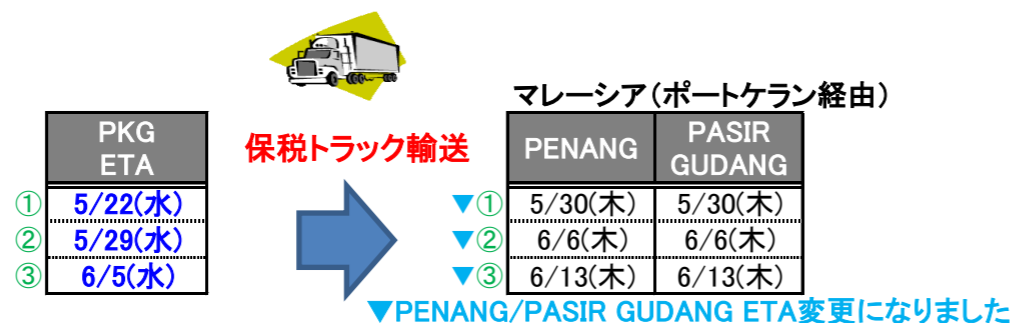 マレーシア（ポートケラン経由）
PKG
ETA
保税トラック輸送
PENANG
PASIR
GUDANG
① 5/22(水)
▼① 5/30(木) 5/30(木)
② 5/29(水)
▼② 6/6(木) 6/6(木)
③ 6/5(水)
▼③ 6/13(木) 6/13(木)
▼PENANG/PASIR GUDANG ETA変更になりました